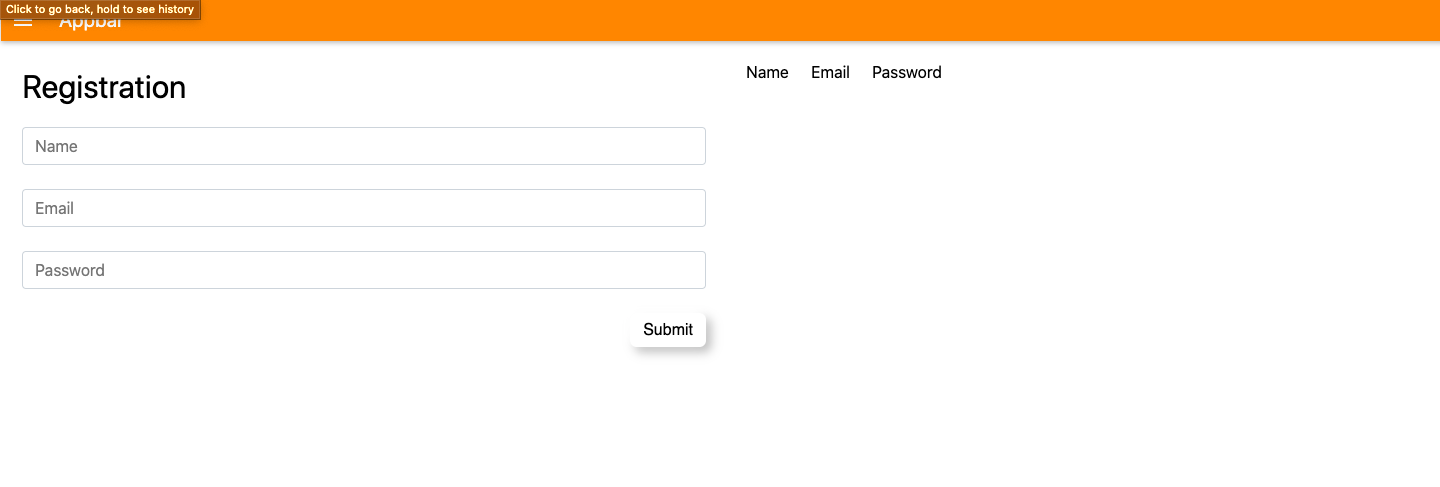 Click to go back, hold to see history
Appbar
Registration
Name
Email
Password
Submit
Name Email Password